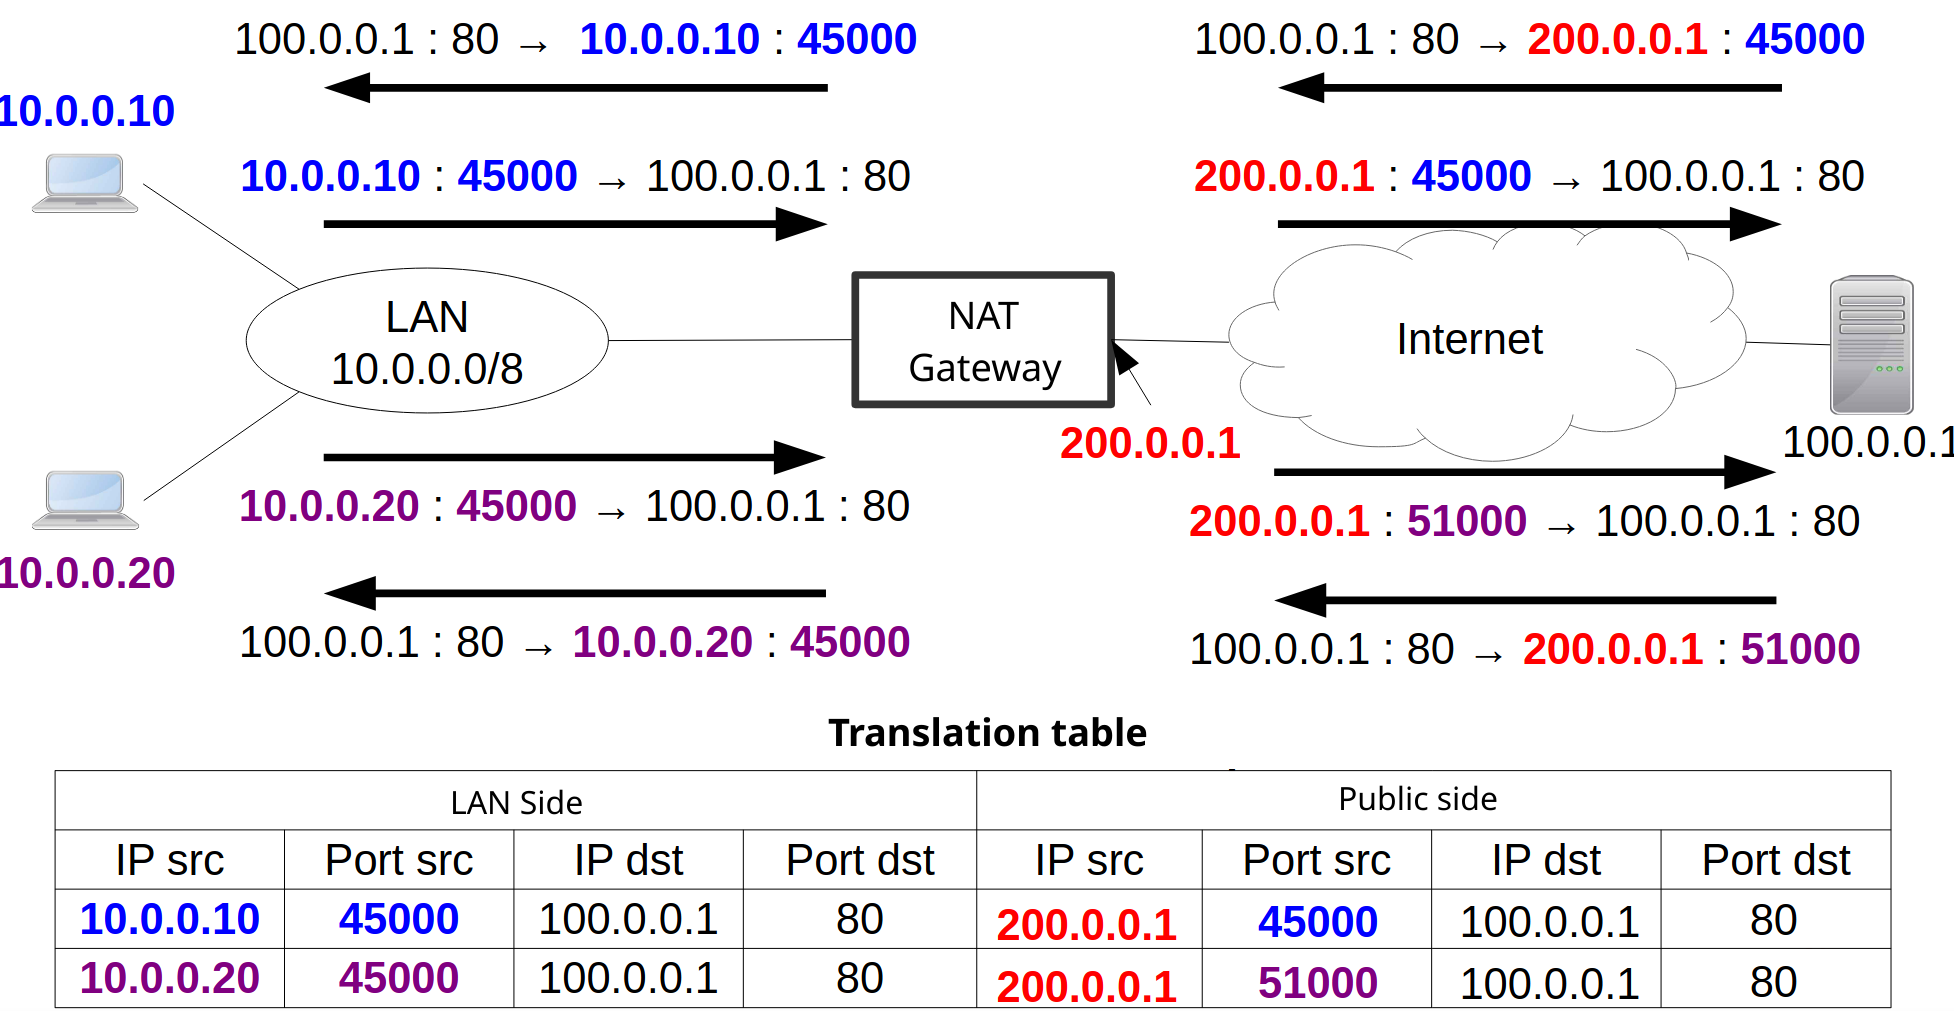 100.0.0.1 : 80 → 10.0.0.10 : 45000
100.0.0.1 : 80 → 200.0.0.1 : 45000
10.0.0.10
10.0.0.10 : 45000 → 100.0.0.1 : 80
200.0.0.1 : 45000 → 100.0.0.1 : 80
LAN
10.0.0.0/8
NAT
Gateway
Internet
200.0.0.1
100.0.0.1
10.0.0.20 : 45000 → 100.0.0.1 : 80
200.0.0.1 : 51000 → 100.0.0.1 : 80
10.0.0.20
100.0.0.1 : 80 → 10.0.0.20 : 45000
100.0.0.1 : 80 → 200.0.0.1 : 51000
Translation table
LAN Side Public side
IP src Port src IP dst Port dst IP src Port src IP dst Port dst
10.0.0.10 45000 100.0.0.1 80 200.0.0.1 45000 100.0.0.1 80
10.0.0.20 45000 100.0.0.1 80 200.0.0.1 51000 100.0.0.1 80